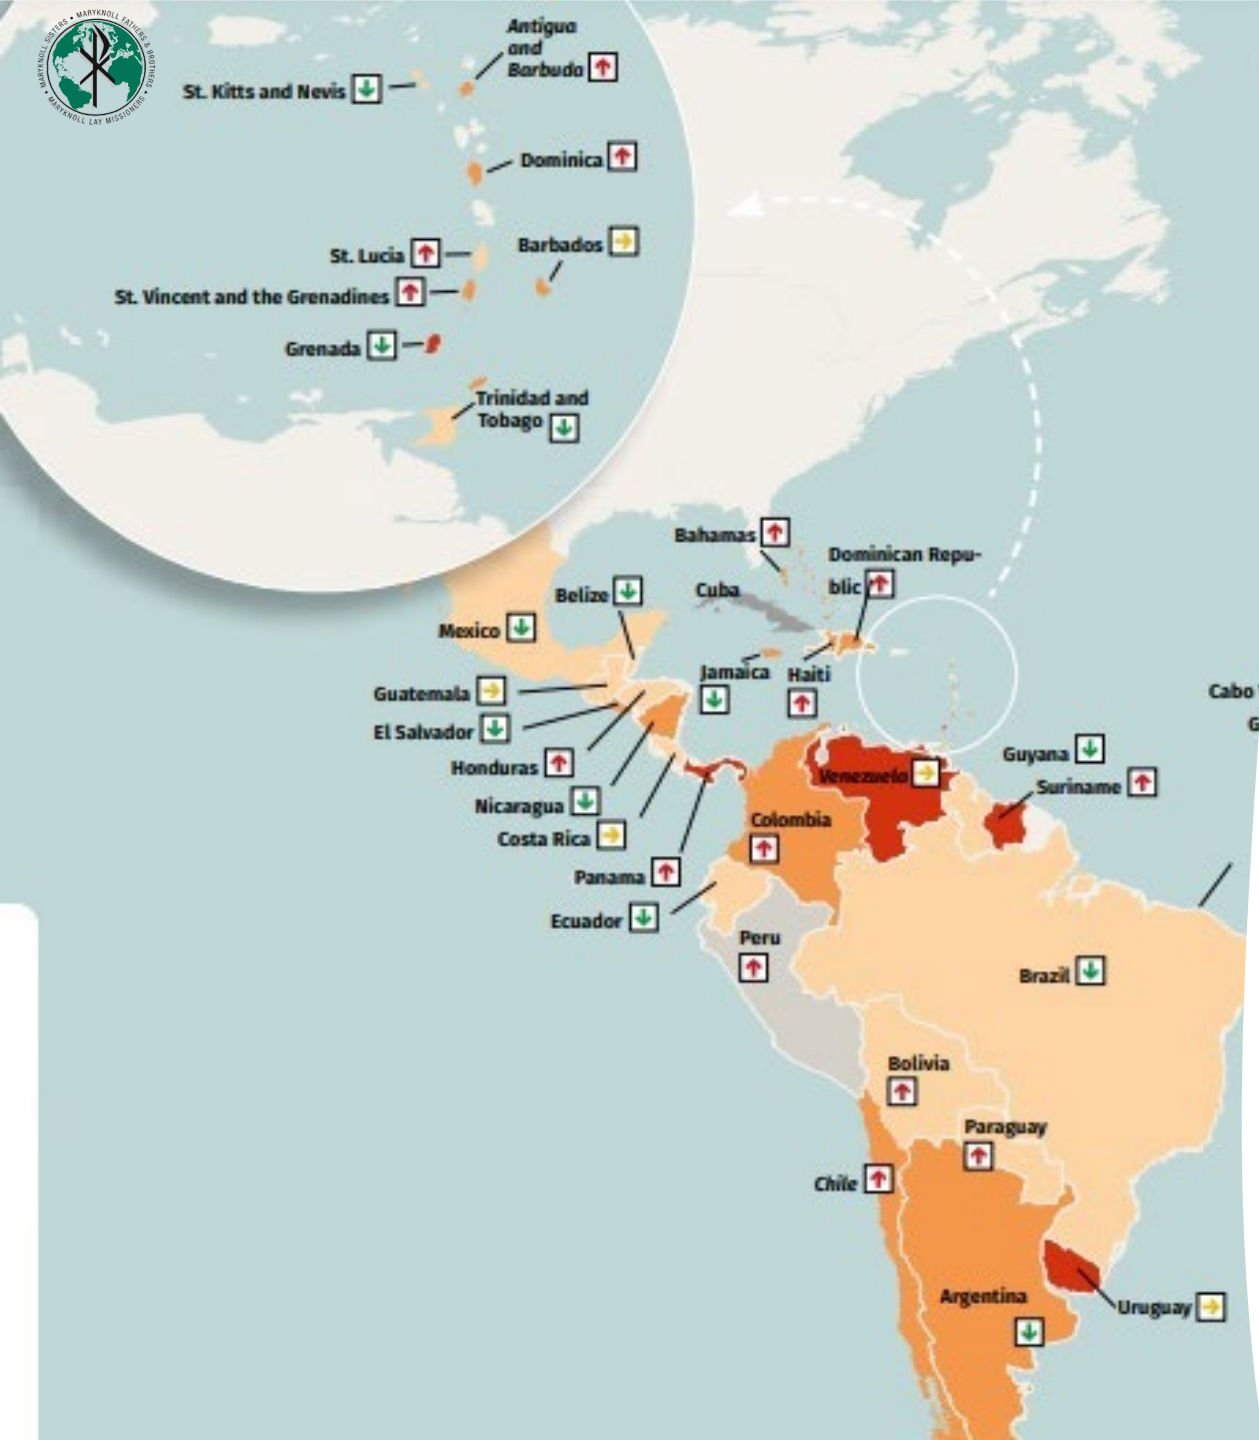 MARYKNOLL SISTERS • MARYKNOLL FATHERS & BROTHERS • MARYKNOLL LAY MISSIONERS •
Antigua
and
Barbuda
St. Kitts and Nevis
Dominica
Barbados
St. Lucia
St. Vincent and the Grenadines
Grenada
Trinidad and
Tobago
Bahamas
Dominican Repu-
blic
Belize
Cuba
Mexico
Jamaica
Haiti
Guatemala
El Salvador
Honduras
Nicaragua
Costa Rica
Panama
Ecuador
Cabo
G
Guyana
Suriname
Venezuela
Colombia
Peru
Brazil
Bolivia
Paraguay
Chile
Argentina
Uruguay